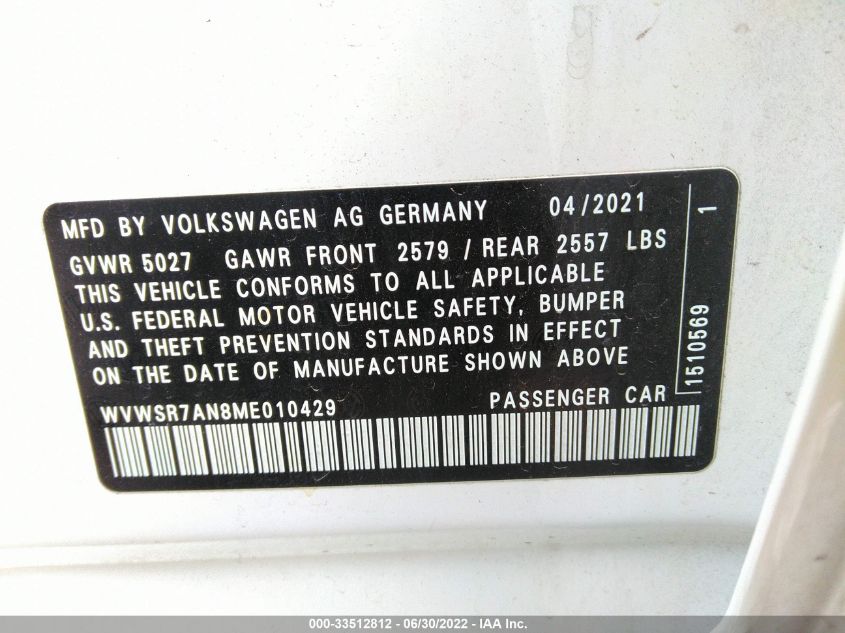 MFD BY VOLKSWAGEN AG GERMANY 04/2021
GVWR 5027 GAWR FRONT 2579 / REAR 2557 LBS
THIS VEHICLE CONFORMS TO ALL APPLICABLE
U.S. FEDERAL MOTOR VEHICLE SAFETY, BUMPER
AND THEFT PREVENTION STANDARDS IN EFFECT
ON THE DATE OF MANUFACTURE SHOWN ABOVE
WVWSR7AN8ME010429 PASSENGER CAR
1510569 1
000-33512812 - 06/30/2022 - IAA Inc.